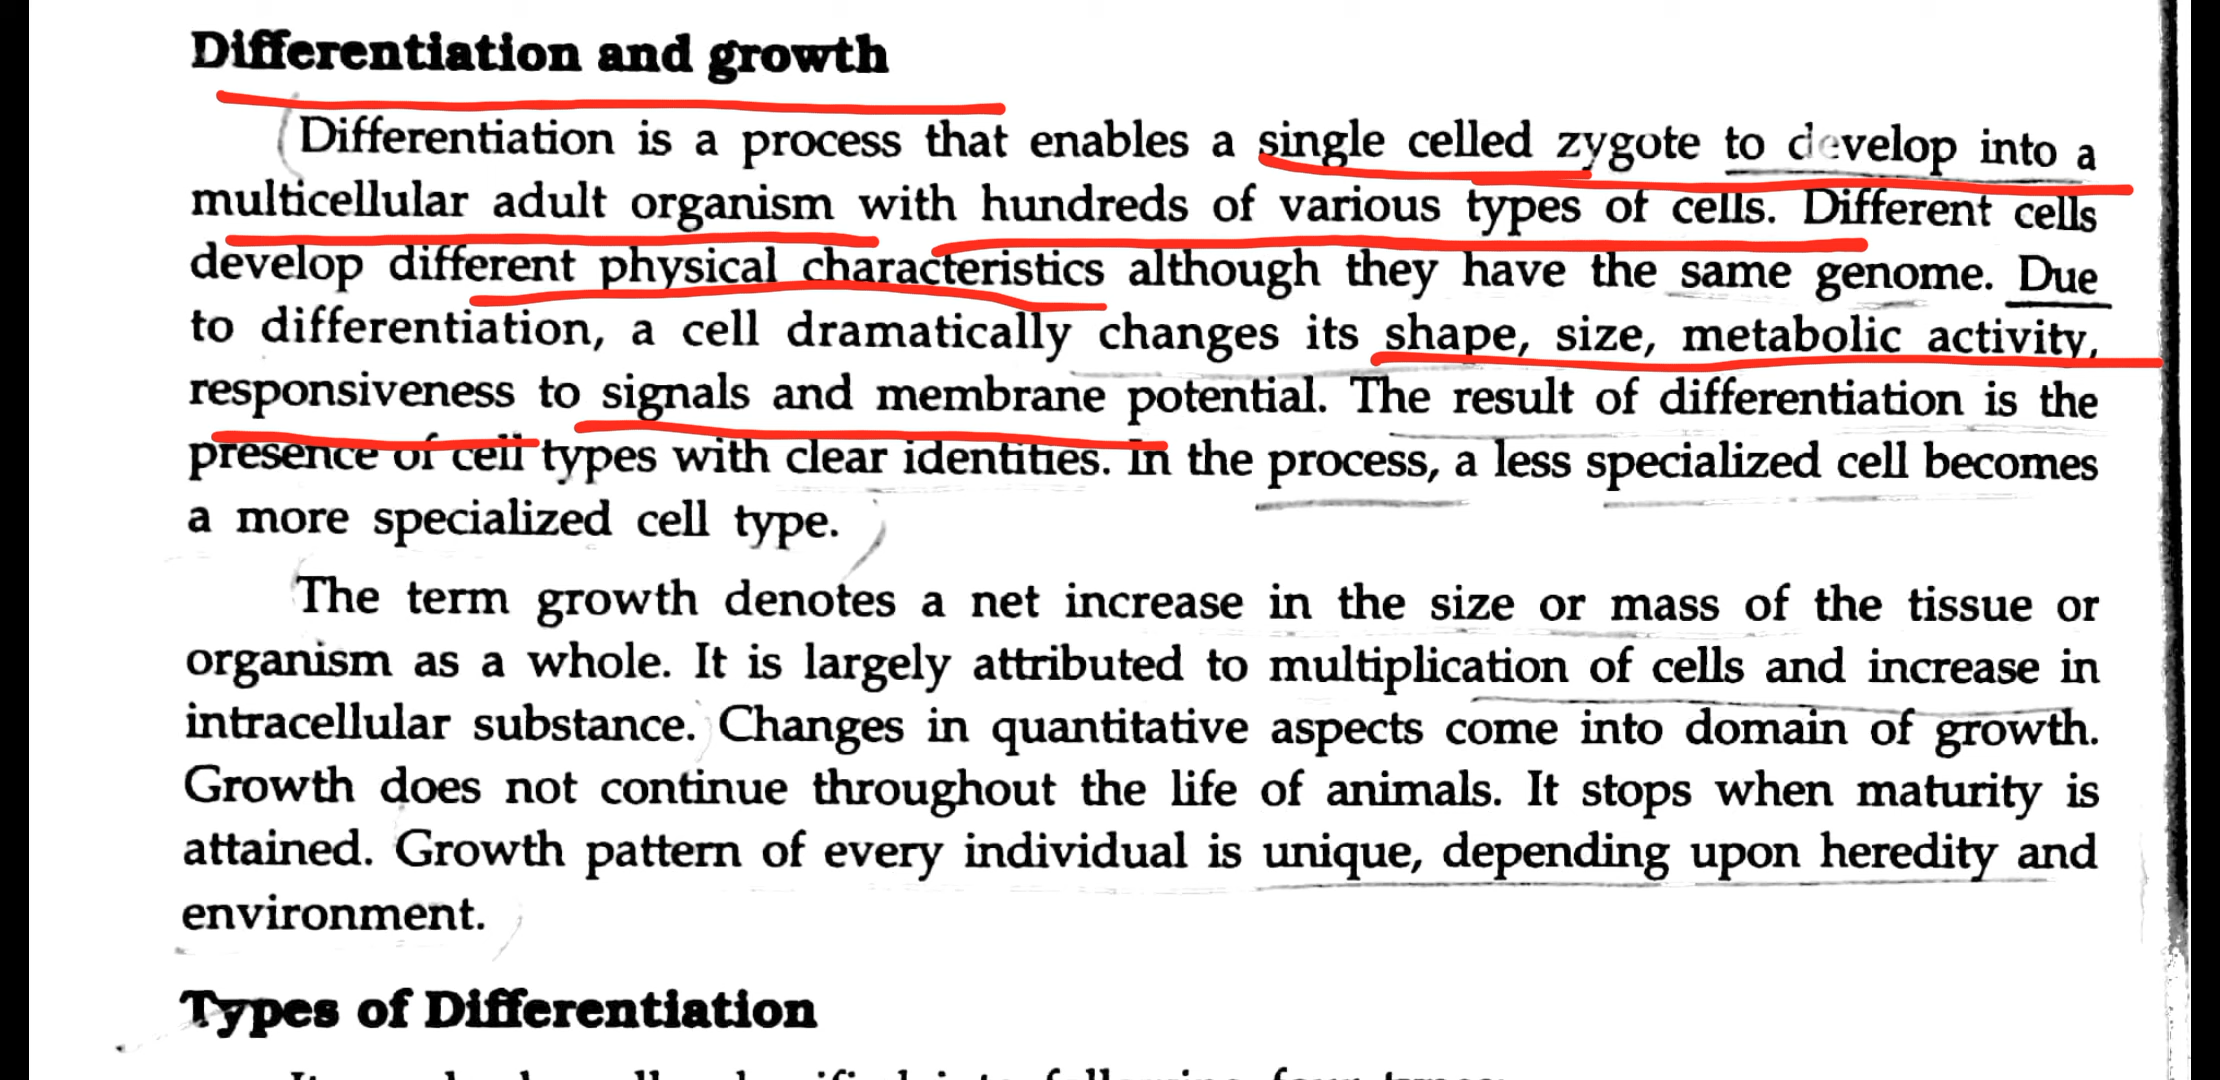 Differentiation and growth
Differentiation is a process that enables a single celled zygote to develop into a
multicellular adult organism with hundreds of various types of cells. Different cells
develop different physical characteristics although they have the same genome. Due
to differentiation, a cell dramatically changes its shape, size, metabolic activity,
responsiveness to signals and membrane potential. The result of differentiation is the
presence of cell types with clear identities. In the process, a less specialized cell becomes
a more specialized cell type.
The term growth denotes a net increase in the size or mass of the tissue or
organism as a whole. It is largely attributed to multiplication of cells and increase in
intracellular substance. Changes in quantitative aspects come into domain of growth.
Growth does not continue throughout the life of animals. It stops when maturity is
attained. Growth pattern of every individual is unique, depending upon heredity and
environment.
Types of Differentiation